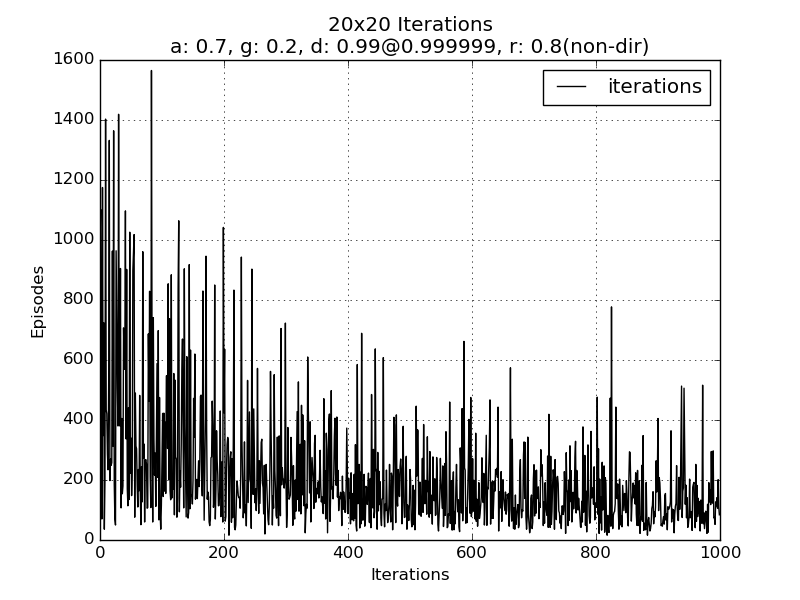 20x20 Iterations
a: 0.7, g: 0.2, d: 0.99@0.999999, r: 0.8(non-dir)
iterations
1600
1400
1200
1000
800
600
400
200
0
Episodes
0 200 400 600 800 1000
Iterations